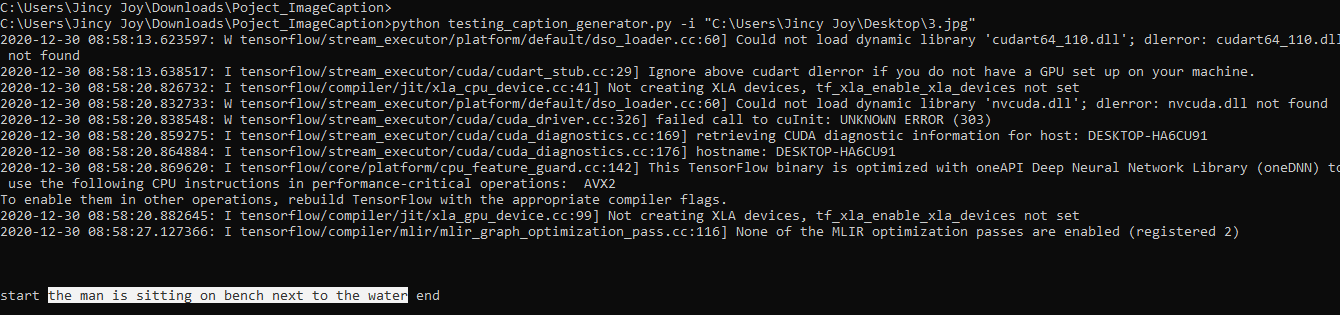 C:\Users\Jincy Joy\Downloads\Poject_ImageCaption>
C:\Users\Jincy Joy\Downloads\Poject_ImageCaption>python testing_caption_generator.py -i "C:\Users\Jincy Joy\Desktop\3.jpg"
2020-12-30 08:58:13.623597: W tensorflow/stream_executor/platform/default/dso_loader.cc:60] Could not load dynamic library 'cudart64_110.dll'; dlerror: cudart64_110.dll
not found
2020-12-30 08:58:13.638517: I tensorflow/stream_executor/cuda/cudart_stub.cc:29] Ignore above cudart dlerror if you do not have a GPU set up on your machine.
2020-12-30 08:58:20.826732: I tensorflow/compiler/jit/xla_cpu_device.cc:41] Not creating XLA devices, tf_xla_enable_xla_devices not set
2020-12-30 08:58:20.832733: W tensorflow/stream_executor/platform/default/dso_loader.cc:60] Could not load dynamic library 'nvcuda.dll'; dlerror: nvcuda.dll not found
2020-12-30 08:58:20.838548: W tensorflow/stream_executor/cuda/cuda_driver.cc:326] failed call to cuInit: UNKNOWN ERROR (303)
2020-12-30 08:58:20.859275: I tensorflow/stream_executor/cuda/cuda_diagnostics.cc:169] retrieving CUDA diagnostic information for host: DESKTOP-HA6CU91
2020-12-30 08:58:20.864884: I tensorflow/stream_executor/cuda/cuda_diagnostics.cc:176] hostname: DESKTOP-HA6CU91
2020-12-30 08:58:20.869620: I tensorflow/core/platform/cpu_feature_guard.cc:142] This TensorFlow binary is optimized with oneAPI Deep Neural Network Library (oneDNN) to
use the following CPU instructions in performance-critical operations:  AVX2
To enable them in other operations, rebuild TensorFlow with the appropriate compiler flags.
2020-12-30 08:58:20.882645: I tensorflow/compiler/jit/xla_gpu_device.cc:99] Not creating XLA devices, tf_xla_enable_xla_devices not set
2020-12-30 08:58:27.127366: I tensorflow/compiler/mlir/mlir_graph_optimization_pass.cc:116] None of the MLIR optimization passes are enabled (registered 2)
start the man is sitting on bench next to the water end